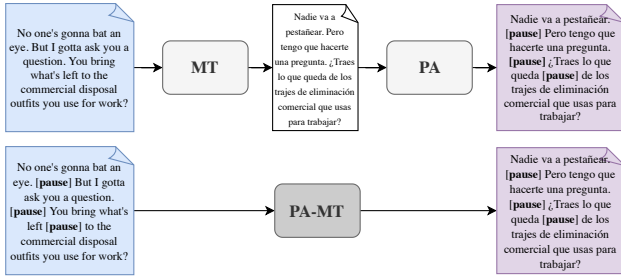 No one's gonna bat an
eye. But I gotta ask you a
question. You bring
what's left to the
commercial disposal
outfits you use for work?
MT
Nadie va a
pestañear. Pero
tengo que hacerte
una pregunta. ¿Traes
lo que queda de los
trajes de eliminación
comercial que usas
para trabajar?
PA
Nadie va a pestañear.
[pause] Pero tengo que
hacerte una pregunta.
[pause] ¿Traes lo que
queda [pause] de los
trajes de eliminación
comercial que usas para
trabajar?
No one's gonna bat an
eye. [pause] But I gotta
ask you a question.
[pause] You bring what's
left [pause] to the
commercial disposal
outfits you use for work?
PA-MT
Nadie va a pestañear.
[pause] Pero tengo que
hacerte una pregunta.
[pause] ¿Traes lo que
queda [pause] de los
trajes de eliminación
comercial que usas para
trabajar?